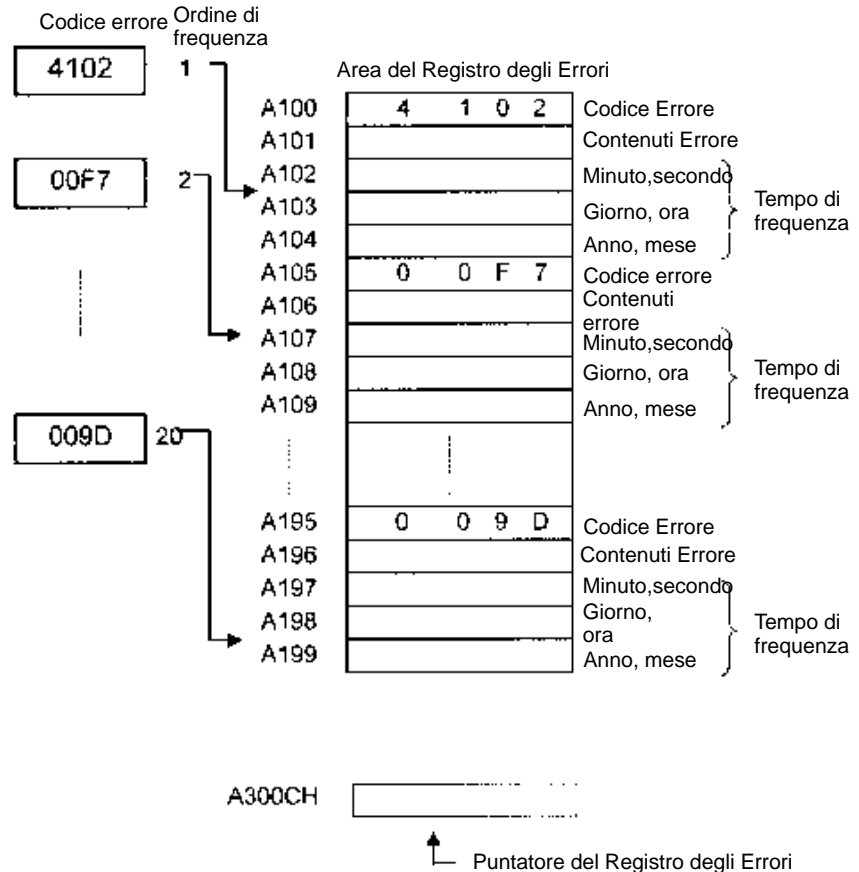 Codice errore
Ordine di
frequenza
4102 1
Area del Registro degli Errori
A100 4 1 0 2 Codice Errore
A101 Contenuti Errore
00F7 2
A102 Minuto,secondo
A103 Giorno, ora
Tempo di
frequenza
A104 Anno, mese
A105 0 0 F 7 Codice errore
A106 Contenuti
errore
A107 Minuto,secondo
A108 Giorno, ora
Tempo di
frequenza
A109 Anno, mese
009D 20
A195 0 0 9 D Codice Errore
A196 Contenuti Errore
A197 Minuto,secondo
A198 Giorno,
ora
Tempo di
frequenza
A199 Anno, mese
A300CH
Puntatore del Registro degli Errori